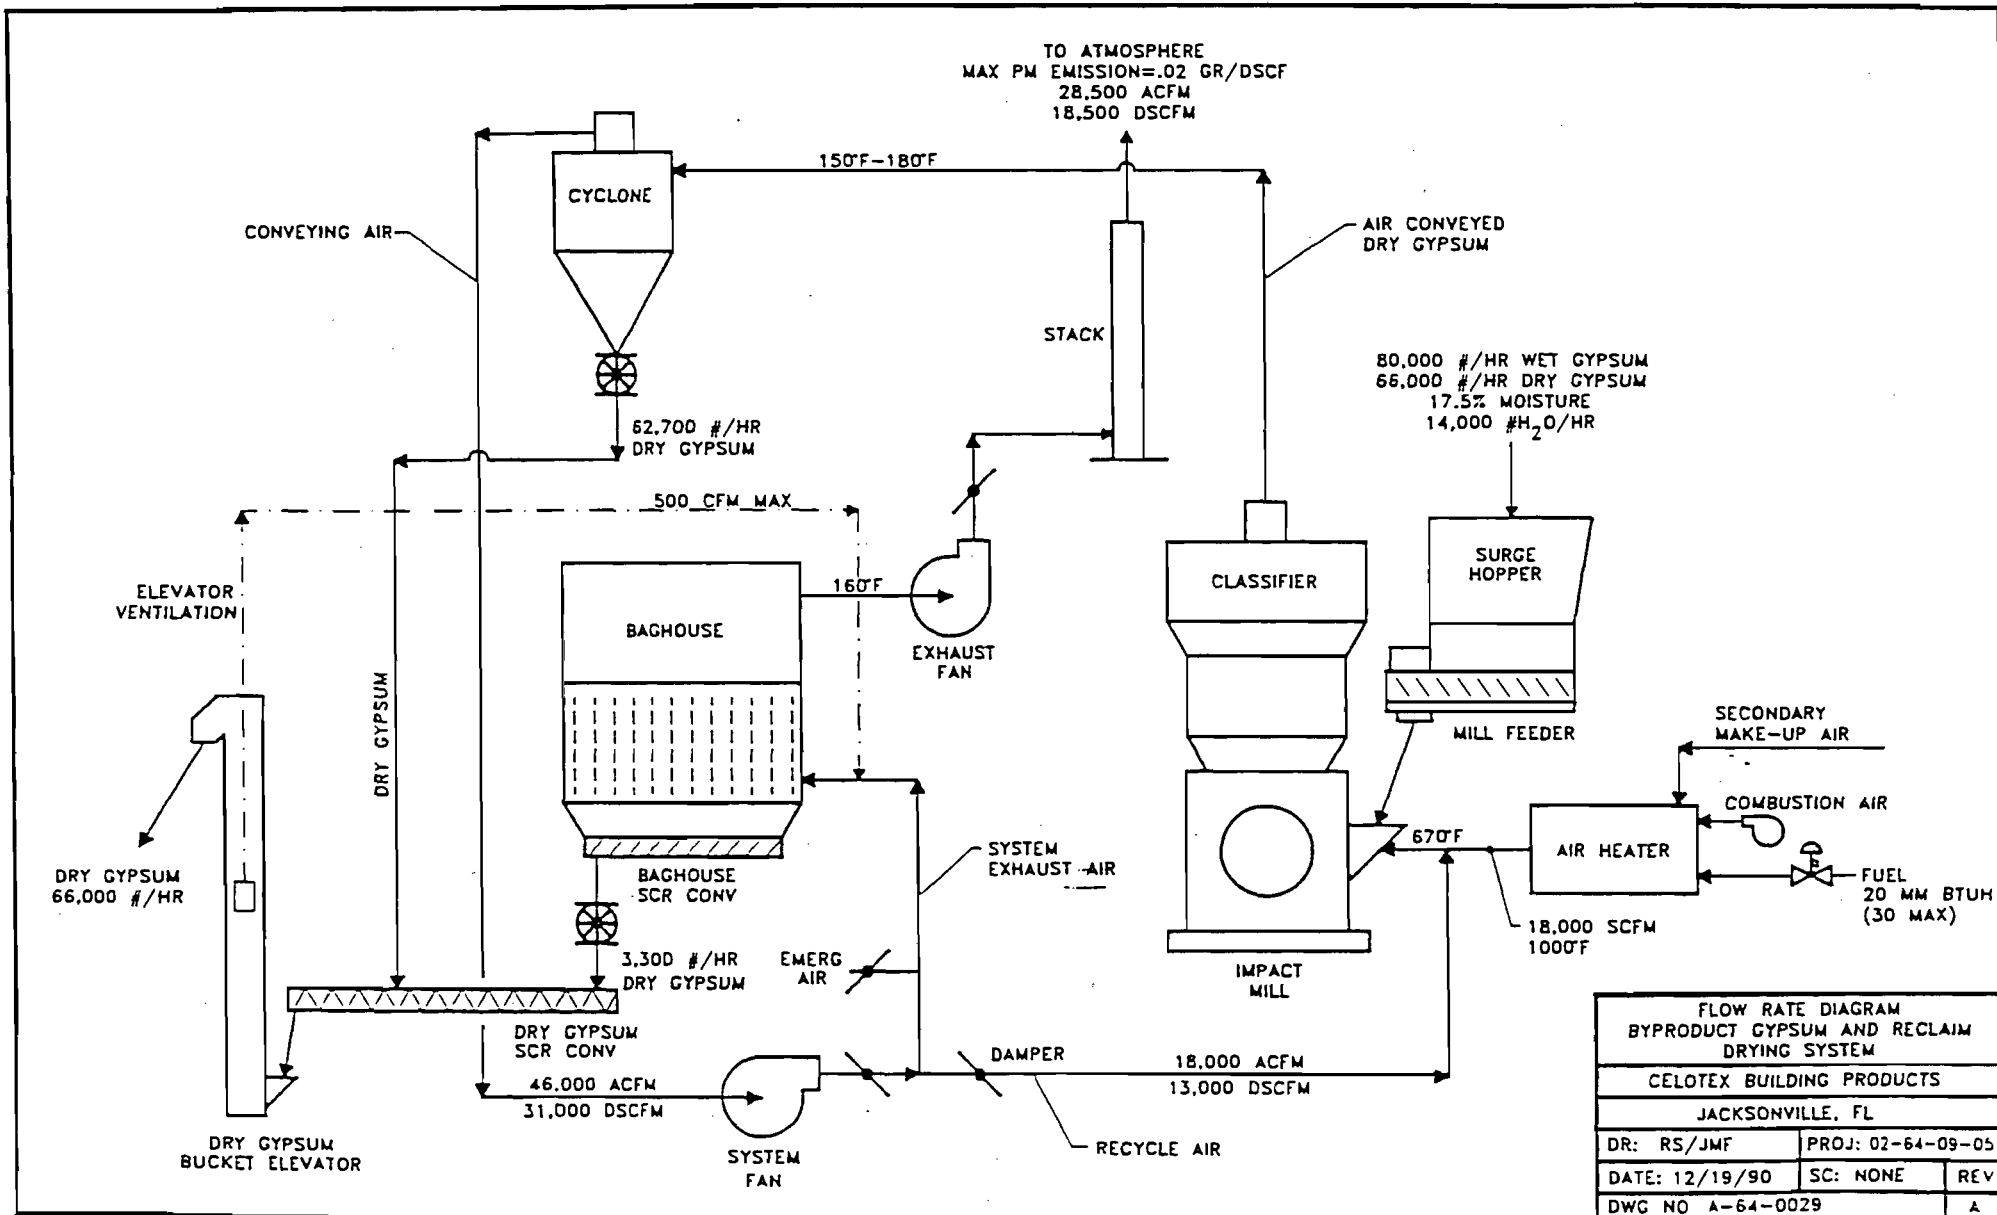 TO ATMOSPHERE
MAX PM EMISSION=.02 GR/DSCF
28,500 ACFM
18,500 DSCFM
150°F-180°F
CYCLONE
CONVEYING AIR
AIR CONVEYED
DRY GYPSUM
STACK
80,000 #/HR WET GYPSUM
66,000 #/HR DRY GYPSUM
17.5% MOISTURE
14,000 #H2O/HR
62,700 #/HR
DRY GYPSUM
500 CFM MAX
SURGE
HOPPER
CLASSIFIER
ELEVATOR
VENTILATION
160°F
BAGHOUSE
EXHAUST
FAN
DRY GYPSUM
MILL FEEDER
SECONDARY
MAKE-UP AIR
COMBUSTION AIR
670°F
AIR HEATER
SYSTEM
EXHAUST AIR
DRY GYPSUM
66,000 #/HR
BAGHOUSE
SCR CONV
FUEL
20 MM BTUH
(30 MAX)
18,000 SCFM
1000°F
3,300 #/HR
DRY GYPSUM
EMERG
AIR
IMPACT
MILL
DRY GYPSUM
SCR CONV
DAMPER
18,000 ACFM
13,000 DSCFM
46,000 ACFM
31,000 DSCFM
RECYCLE AIR
DRY GYPSUM
BUCKET ELEVATOR
SYSTEM
FAN
FLOW RATE DIAGRAM
BYPRODUCT GYPSUM AND RECLAIM
DRYING SYSTEM
CELOTEX BUILDING PRODUCTS
JACKSONVILLE, FL
DR: RS/JMF PROJ: 02-64-09-05
DATE: 12/19/90 SC: NONE REV
DWG NO A-64-0029 A